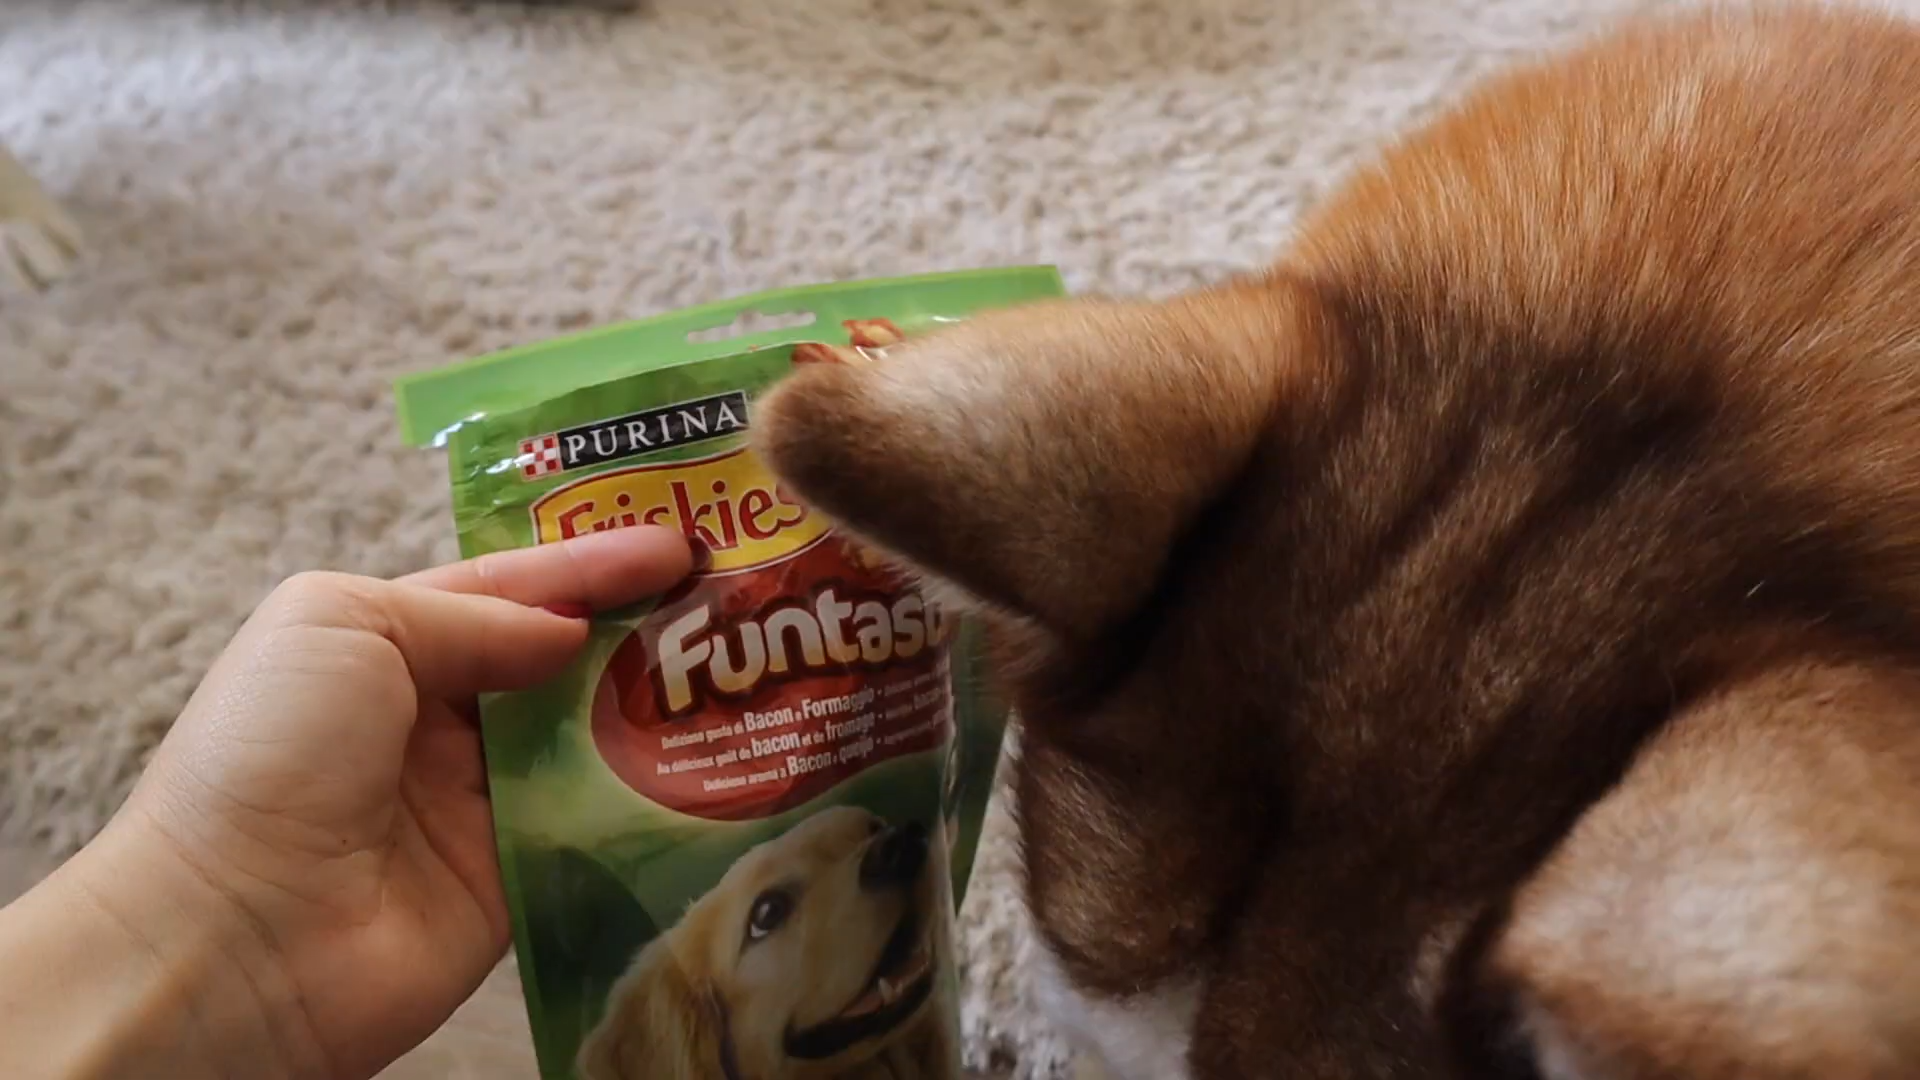 PURINA
Friskies
Funtast
Delizioso gusto di Bacon e Formaggio •
Au délicieux goût de bacon et de fromage •
Delicioso aroma a Bacon e queijo •